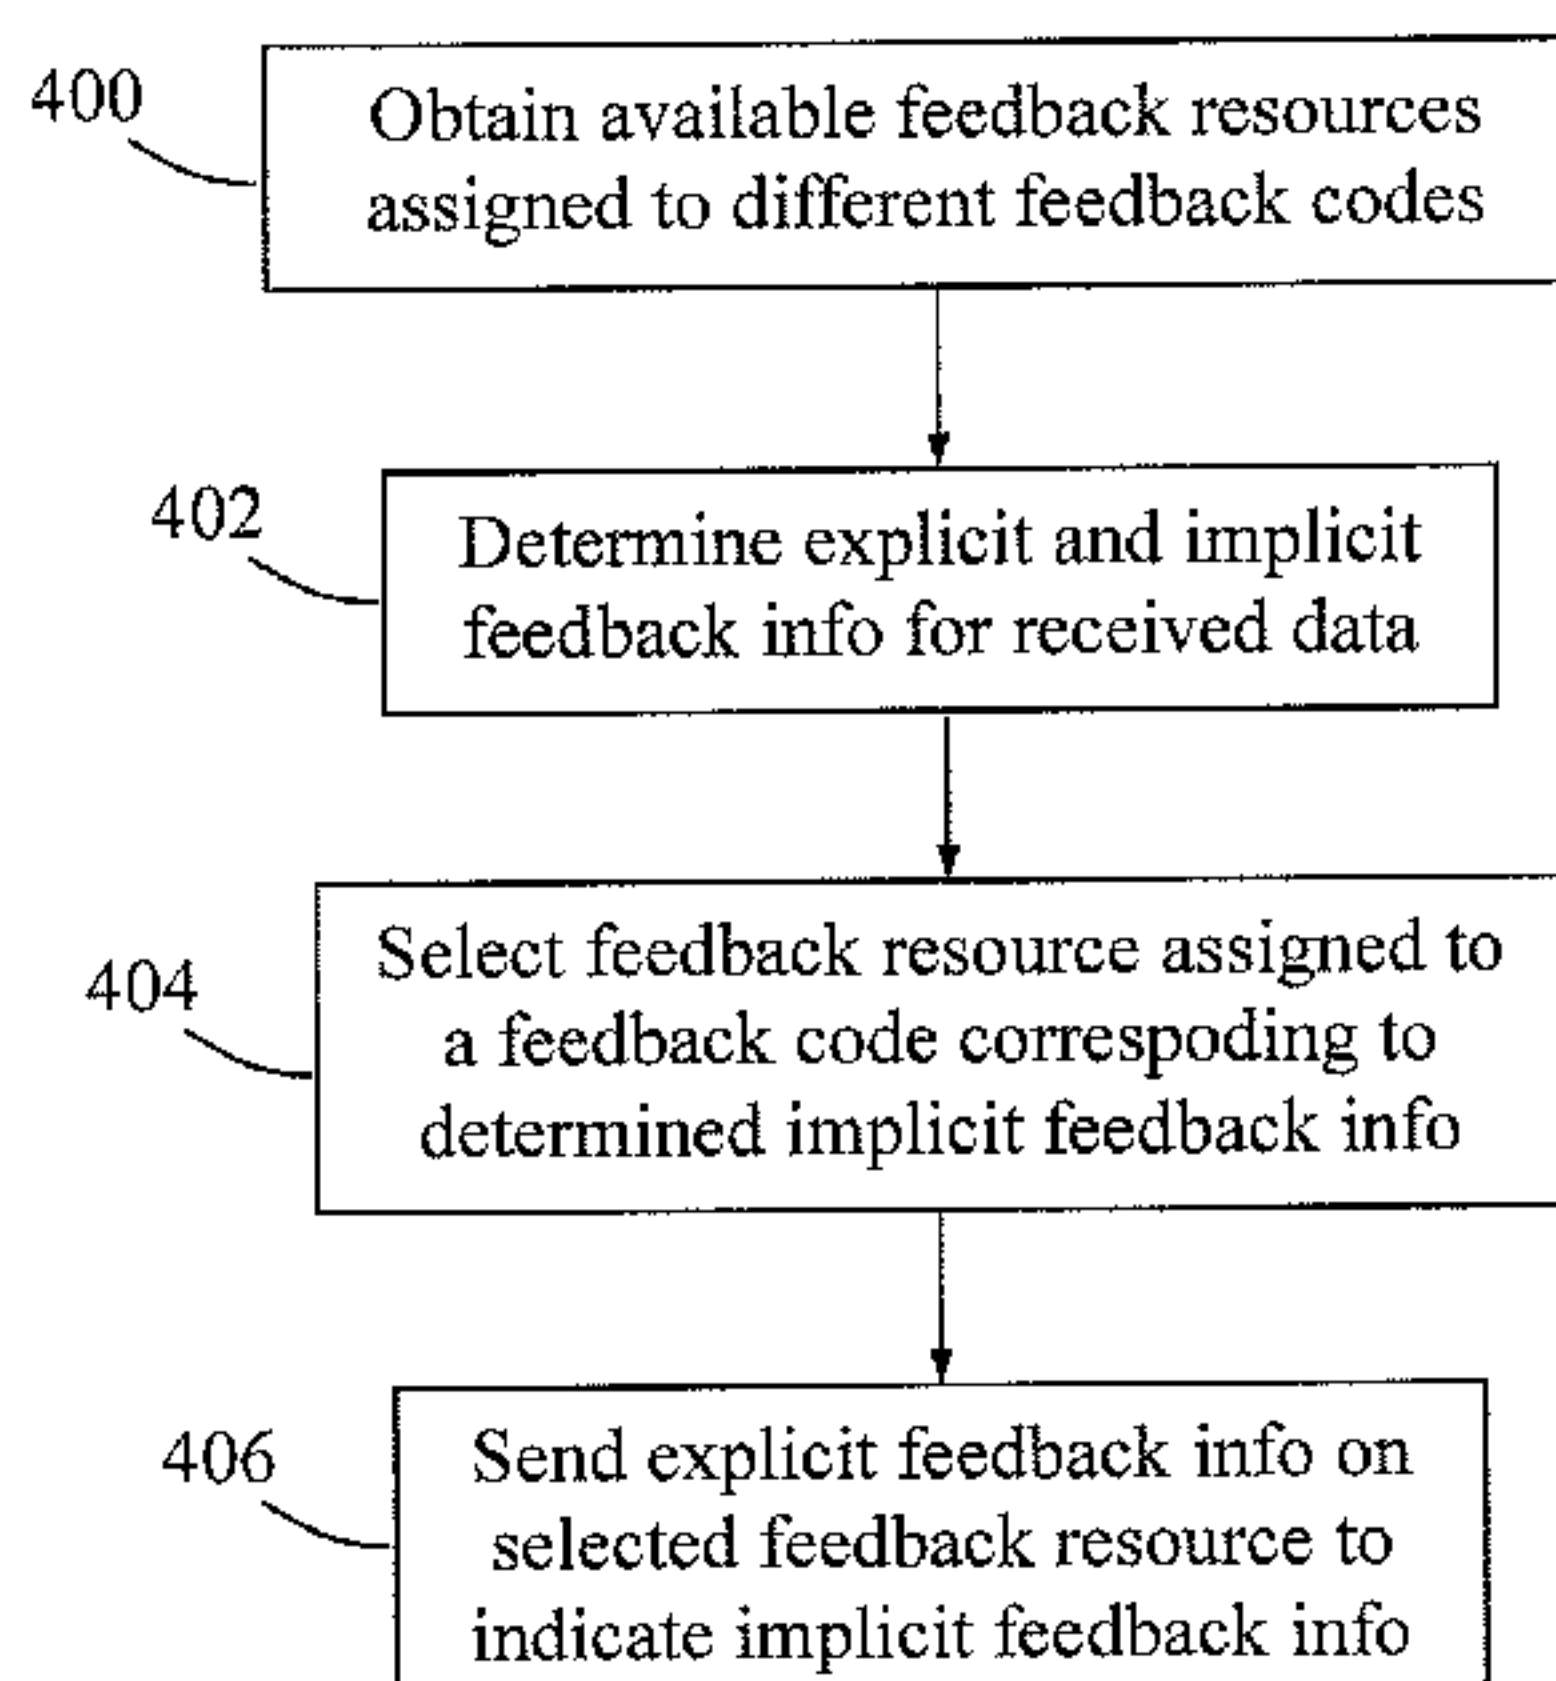 400
Obtain available feedback resources
assigned to different feedback codes
402
Determine explicit and implicit
feedback info for received data
404
Select feedback resource assigned to
a feedback code correspoding to
determined implicit feedback info
406
Send explicit feedback info on
selected feedback resource to
indicate implicit feedback info